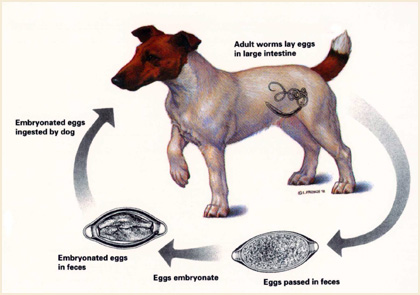 Adult worms lay eggs
in large intestine
Embryonated eggs
ingested by dog
Embryonated eggs
in feces
Eggs embryonate
Eggs passed in feces